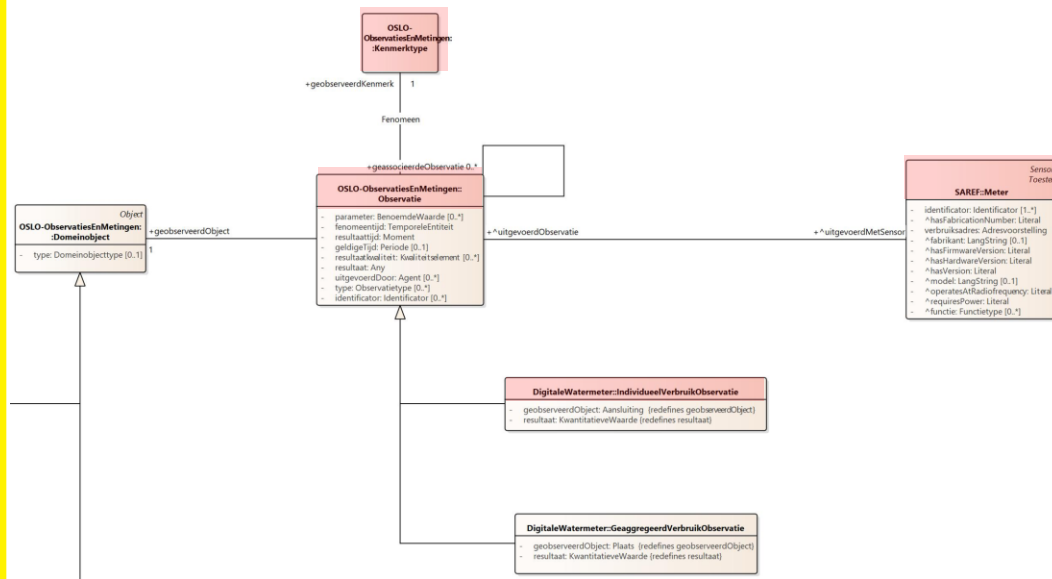 OSLO-
ObservatiesEnMetingen:
:Kenmerktype
+geobserveerdKenmerk 1
Fenomeen
+geassocieerdeObservatie 0..*
Object
OSLO-ObservatiesEnMetingen:
:Domeinobject
- type: Domeinobjecttype [0..1]
+geobserveerdObject
1
OSLO-ObservatiesEnMetingen::
Observatie
- parameter: BenoemdeWaarde [0..*]
- fenomeentijd: TemporeleEntiteit
- resultaattijd: Moment
- geldigeTijd: Periode [0..1]
- resultaatkwaliteit: Kwaliteitselement [0..*]
- resultaat: Any
- uitgevoerdDoor: Agent [0..*]
- type: Observatietype [0..*]
- identificator: Identificator [0..*]
+^uitgevoerdObservatie
+^uitgevoerdMetSensor
Senso
Toeste
SAREF::Meter
- identificator: Identificator [1..*]
- ^hasFabricationNumber: Literal
- verbruiksadres: Adresvoorstelling
- ^fabrikant: LangString [0..1]
- ^hasFirmwareVersion: Literal
- ^hasHardwareVersion: Literal
- ^hasVersion: Literal
- ^model: LangString [0..1]
- ^operatesAtRadiofrequency: Literal
- ^requiresPower: Literal
- ^functie: Functietype [0..*]
DigitaleWatermeter::IndividueelVerbruikObservatie
- geobserveerdObject: Aansluiting {redefines geobserveerdObject}
- resultaat: KwantitatieveWaarde {redefines resultaat}
DigitaleWatermeter::GeaggregeerdVerbruikObservatie
- geobserveerdObject: Plaats {redefines geobserveerdObject}
- resultaat: KwantitatieveWaarde {redefines resultaat}